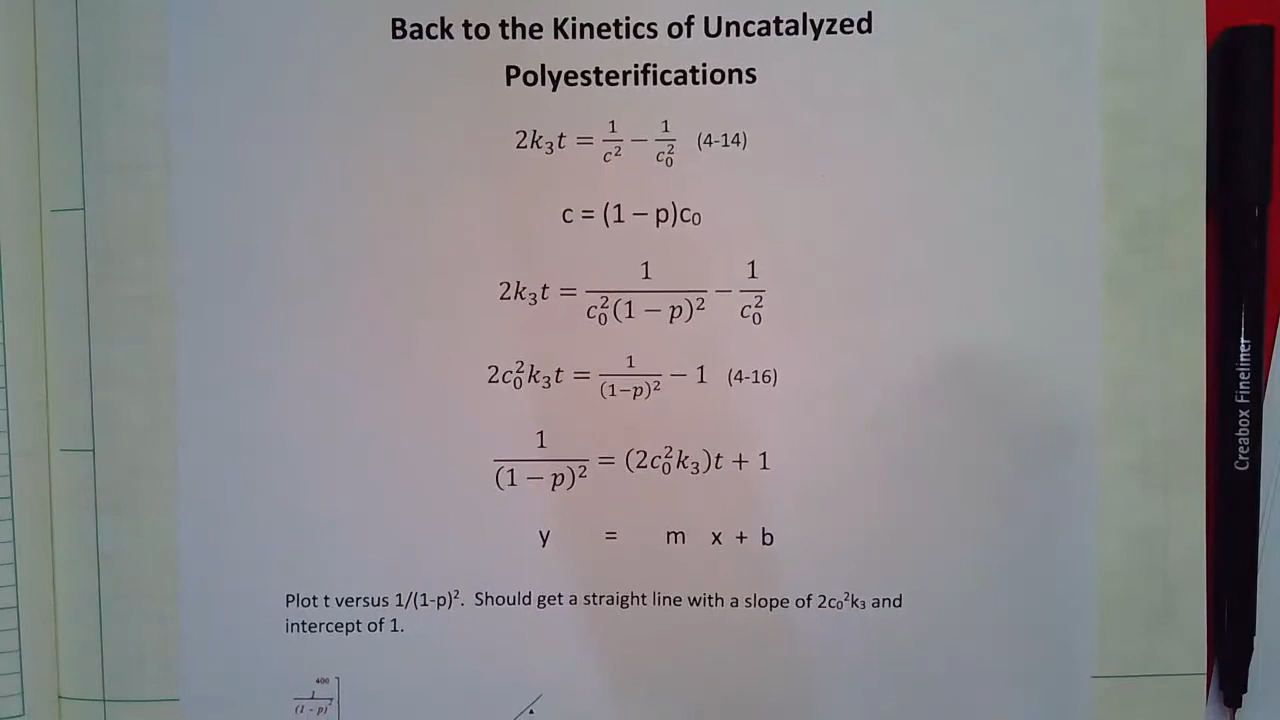 Back to the Kinetics of Uncatalyzed
Polyesterifications
2k₃t = 1/c² − 1/c₀² (4-14)
c = (1 – p)c₀
2k₃t = 1/(c₀²(1 − p)²) − 1/c₀²
2c₀²k₃t = 1/(1−p)² − 1 (4-16)
1/(1 − p)² = (2c₀²k₃)t + 1
y = m x + b
Plot t versus 1/(1-p)². Should get a straight line with a slope of 2c₀²k₃ and
intercept of 1.
400
1/(1 - p)²
Creabox Fineliner